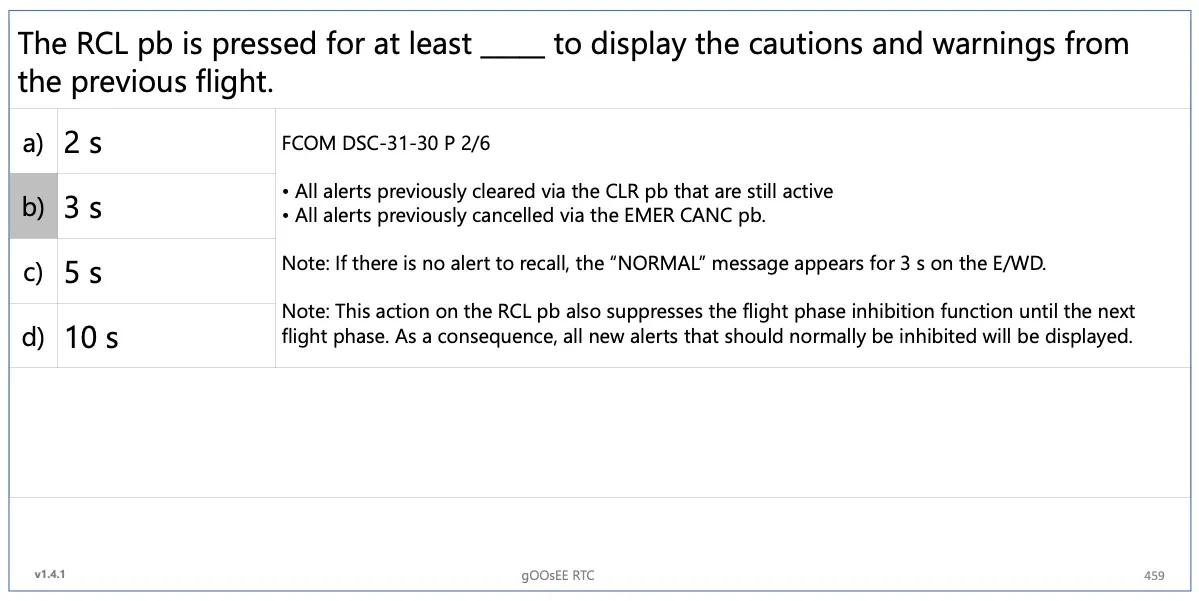 The RCL pb is pressed for at least _____ to display the cautions and warnings from
the previous flight.
a) 2 s
b) 3 s
c) 5 s
d) 10 s
FCOM DSC-31-30 P 2/6
• All alerts previously cleared via the CLR pb that are still active
• All alerts previously cancelled via the EMER CANC pb.
Note: If there is no alert to recall, the “NORMAL” message appears for 3 s on the E/WD.
Note: This action on the RCL pb also suppresses the flight phase inhibition function until the next
flight phase. As a consequence, all new alerts that should normally be inhibited will be displayed.
v1.4.1
gOOsEE RTC
459